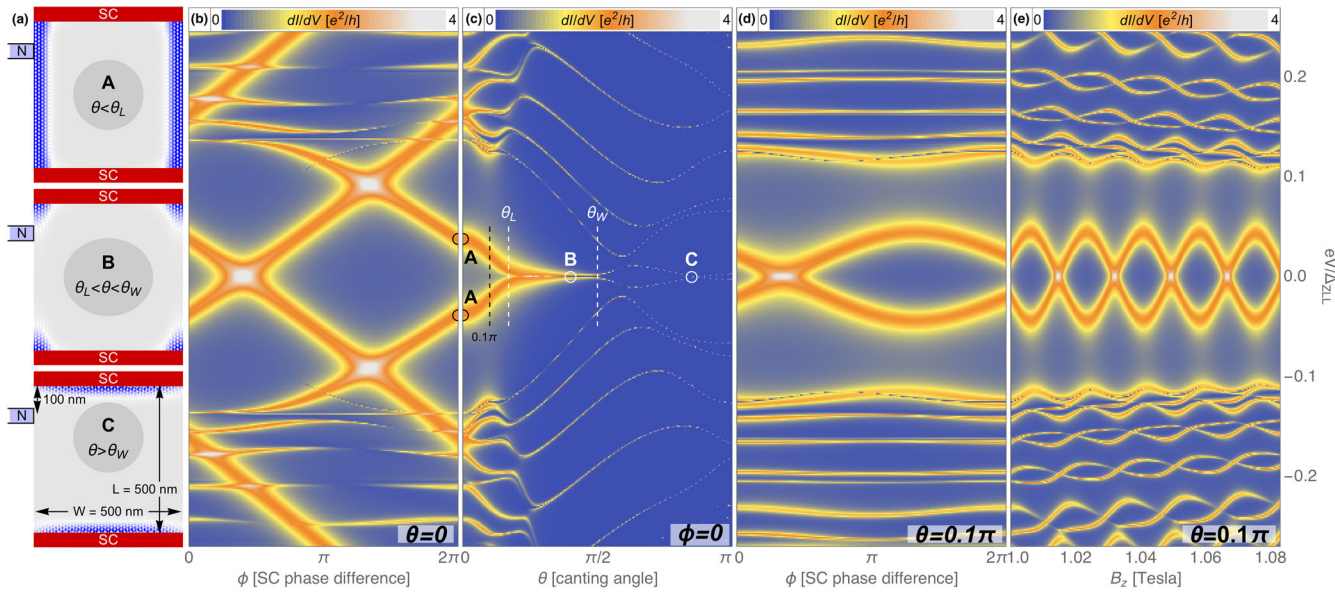 (a)
SC
N
A
θ<θ_L
SC
SC
N
B
θ_L<θ<θ_W
SC
SC
100 nm
N
C
θ>θ_W
L = 500 nm
W = 500 nm
SC
(b) 0 dI/dV [e²/h] 4
A
A
θ=0
0 π 2π
ϕ [SC phase difference]
(c) 0 dI/dV [e²/h] 4
θ_L
θ_W
B
C
0.1π
ϕ=0
0 π/2 π
θ [canting angle]
(d) 0 dI/dV [e²/h] 4
θ=0.1π
0 π 2π
ϕ [SC phase difference]
(e) 0 dI/dV [e²/h] 4
θ=0.1π
1.0 1.02 1.04 1.06 1.08
B_z [Tesla]
0.2
0.1
0.0
−0.1
−0.2
eV/Δ_ZLL